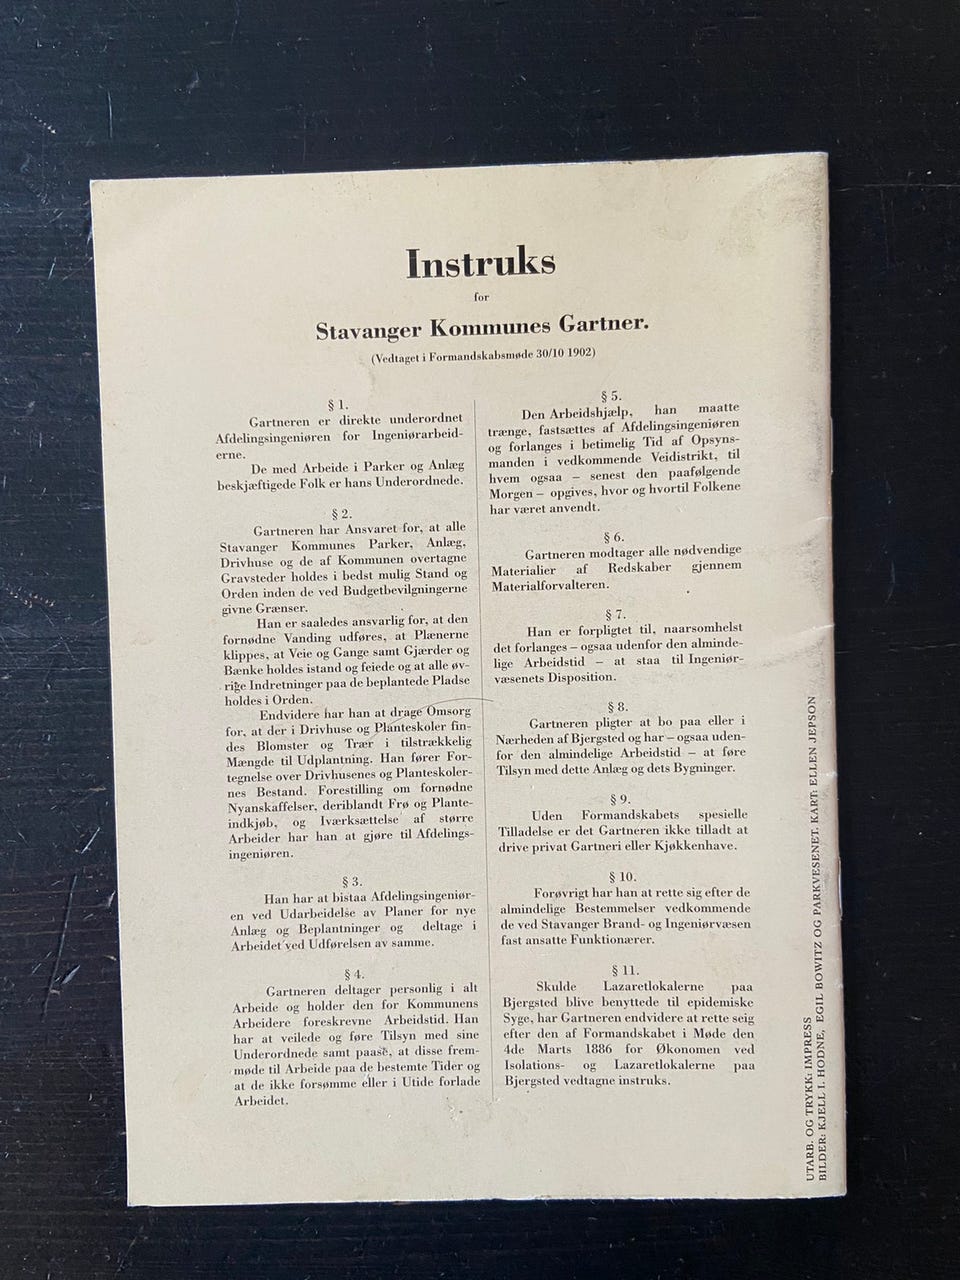 Instruks
for
Stavanger Kommunes Gartner.
(Vedtaget i Formandskabsmøde 30/10 1902)
§ 1.
Gartneren er direkte underordnet
Afdelingsingeniøren for Ingeniørarbeid-
erne.
De med Arbeide i Parker og Anlæg
beskjæftigede Folk er hans Underordnede.
§ 2.
Gartneren har Ansvaret for, at alle
Stavanger Kommunes Parker, Anlæg,
Drivhuse og de af Kommunen overtagne
Gravsteder holdes i bedst mulig Stand og
Orden inden de ved Budgetbevilgningerne
givne Grænser.
Han er saaledes ansvarlig for, at den
fornødne Vanding udføres, at Plænerne
klippes, at Veie og Gange samt Gjærder og
Bænke holdes istand og feiede og at alle øv-
rige Indretninger paa de beplantede Pladse
holdes i Orden.
Endvidere har han at drage Omsorg
for, at der i Drivhuse og Planteskoler fin-
des Blomster og Trær i tilstrækkelig
Mængde til Udplantning. Han fører For-
tegnelse over Drivhusenes og Planteskoler-
nes Bestand. Forestilling om fornødne
Nyanskaffelser, deriblandt Frø og Plante-
indkjøb, og Iværksættelse af større
Arbeider har han at gjøre til Afdelings-
ingeniøren.
§ 3.
Han har at bistaa Afdelingsingeniør-
en ved Udarbeidelse av Planer for nye
Anlæg og Beplantninger og deltage i
Arbeidet ved Udførelsen av samme.
§ 4.
Gartneren deltager personlig i alt
Arbeide og holder den for Kommunens
Arbeidere foreskrevne Arbeidstid. Han
har at veilede og føre Tilsyn med sine
Underordnede samt paase, at disse frem-
møde til Arbeide paa de bestemte Tider og
at de ikke forsømme eller i Utide forlade
Arbeidet.
§ 5.
Den Arbeidshjælp, han maatte
trænge, fastsættes af Afdelingsingeniøren
og forlanges i betimelig Tid af Opsyns-
manden i vedkommende Veidistrikt, til
hvem ogsaa – senest den paafølgende
Morgen – opgives, hvor og hvortil Folkene
har været anvendt.
§ 6.
Gartneren modtager alle nødvendige
Materialier af Redskaber gjennem
Materialforvalteren.
§ 7.
Han er forpligtet til, naarsomhelst
det forlanges – ogsaa udenfor den alminde-
lige Arbeidstid – at staa til Ingeniør-
væsenets Disposition.
§ 8.
Gartneren pligter at bo paa eller i
Nærheden af Bjergsted og har – ogsaa uden-
for den almindelige Arbeidstid – at føre
Tilsyn med dette Anlæg og dets Bygninger.
§ 9.
Uden Formandskabets spesielle
Tilladelse er det Gartneren ikke tilladt at
drive privat Gartneri eller Kjøkkenhave.
§ 10.
Forøvrigt har han at rette sig efter de
almindelige Bestemmelser vedkommende
de ved Stavanger Brand- og Ingeniørvæsen
fast ansatte Funktionærer.
§ 11.
Skulde Lazaretlokalerne paa
Bjergsted blive benyttede til epidemiske
Syge, har Gartneren endvidere at rette seig
efter den af Formandskabet i Møde den
4de Marts 1886 for Økonomen ved
Isolations- og Lazaretlokalerne paa
Bjergsted vedtagne instruks.
UTARB. OG TRYKK: IMPRESS
BILDER: KJELL I. HODNE, EGIL BOWITZ OG PARKVESENET. KART: ELLEN JEPSON